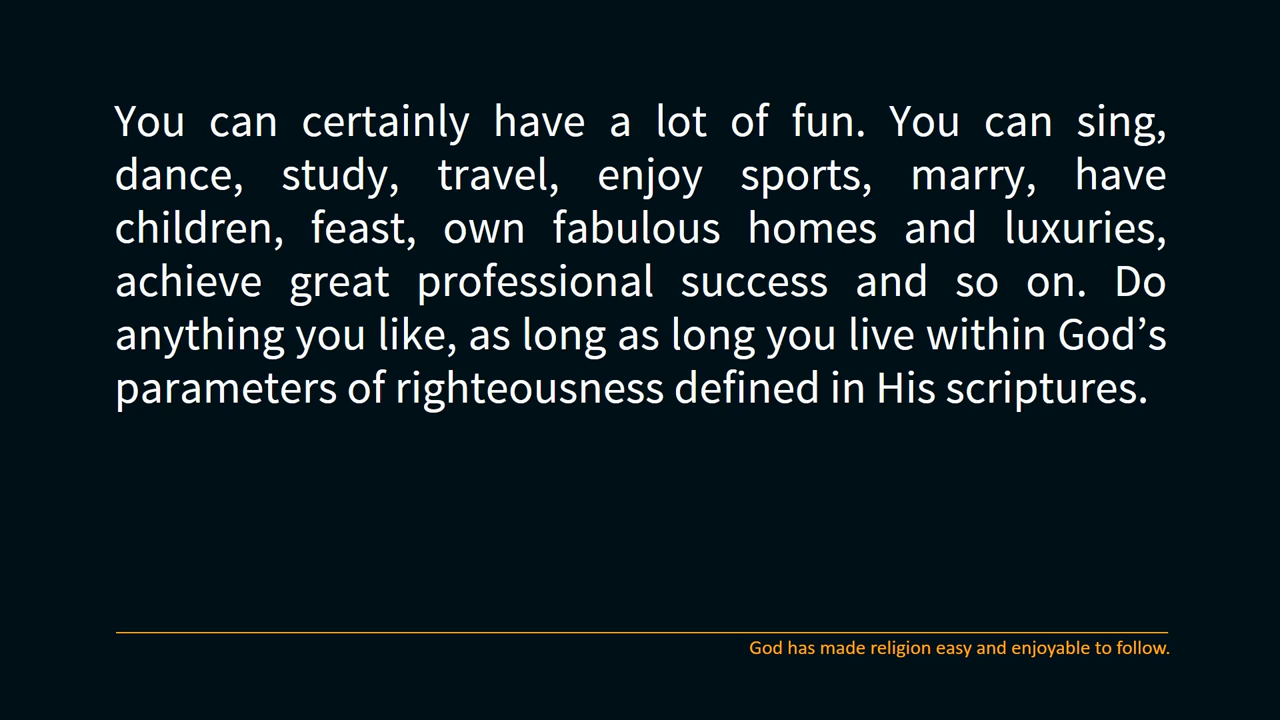 You can certainly have a lot of fun. You can sing,
dance, study, travel, enjoy sports, marry, have
children, feast, own fabulous homes and luxuries,
achieve great professional success and so on. Do
anything you like, as long as long you live within God’s
parameters of righteousness defined in His scriptures.
God has made religion easy and enjoyable to follow.